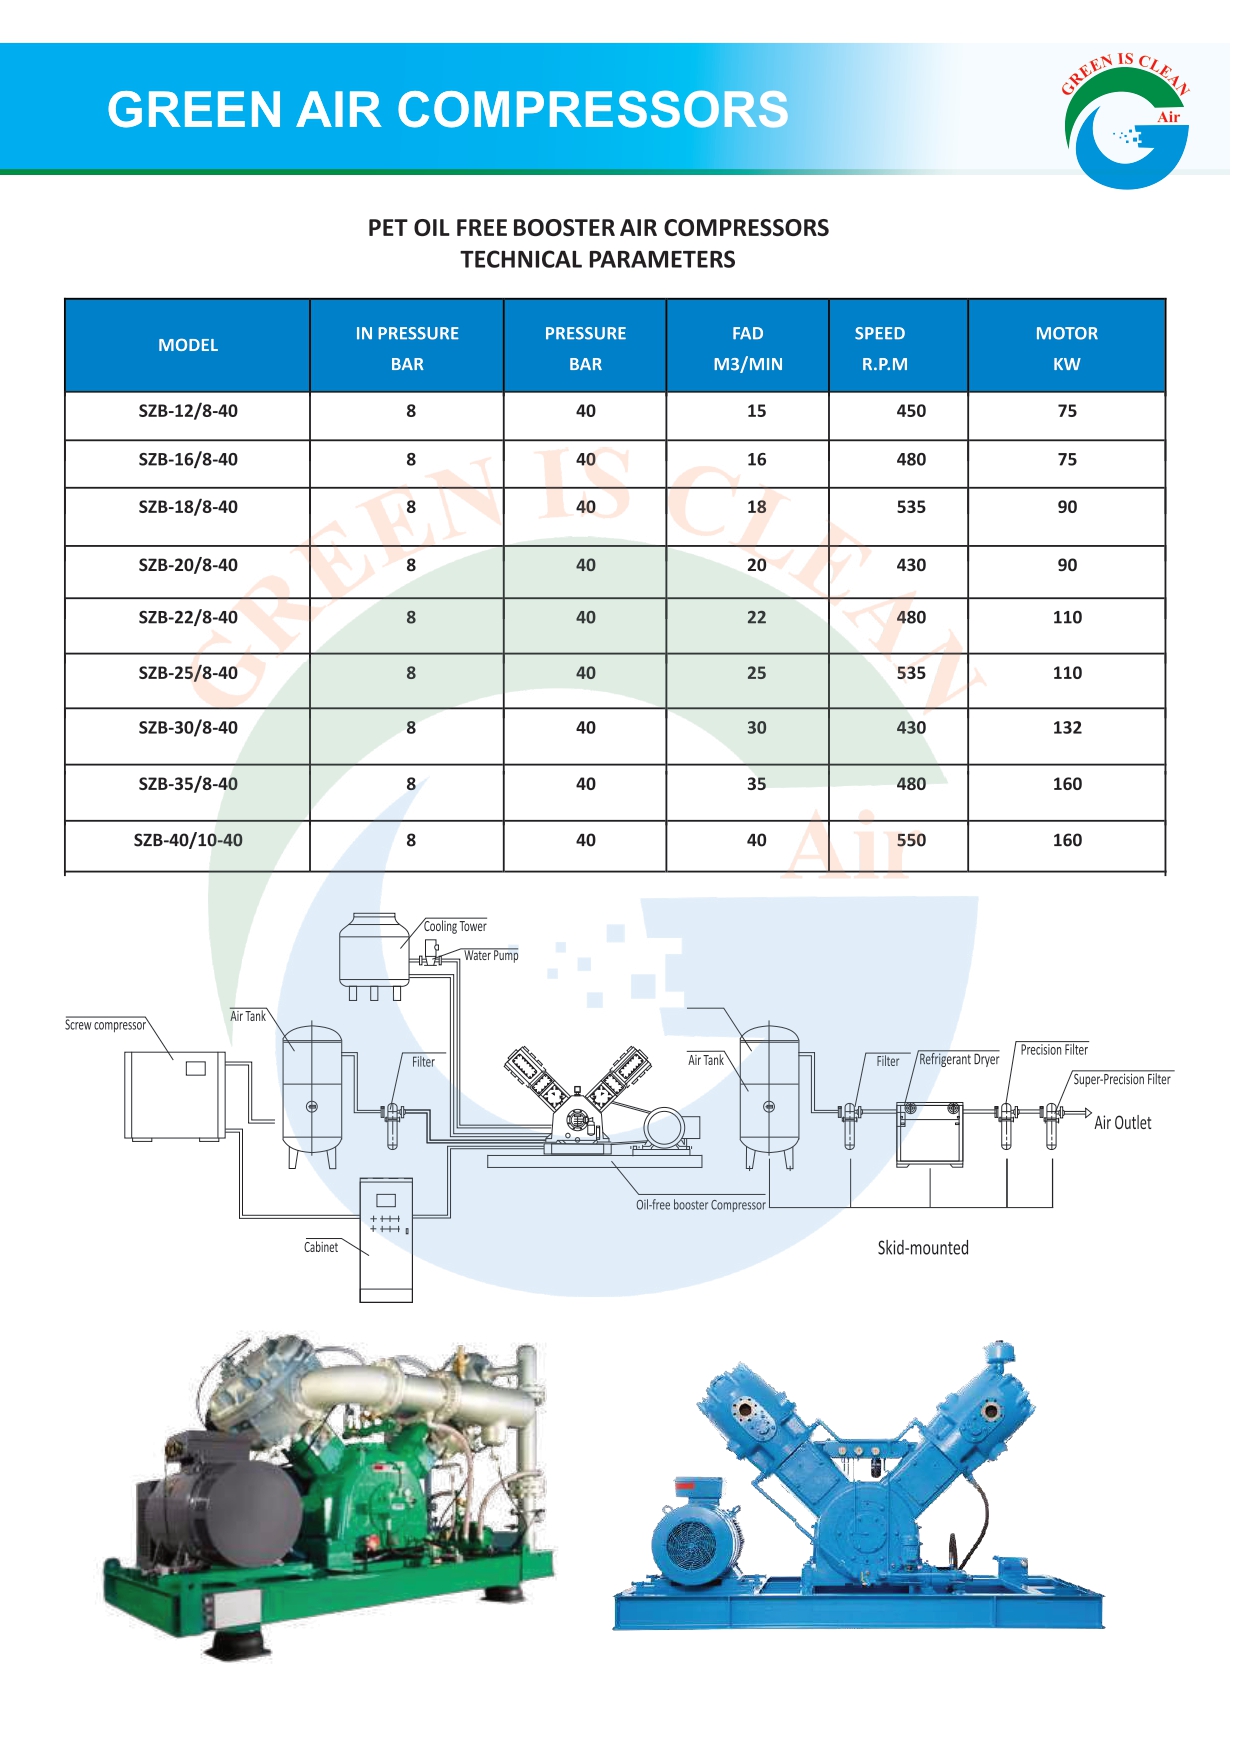 GREEN AIR COMPRESSORS
GREEN IS CLEAN
Air
PET OIL FREE BOOSTER AIR COMPRESSORS
TECHNICAL PARAMETERS
MODEL IN PRESSURE BAR PRESSURE BAR FAD M3/MIN SPEED R.P.M MOTOR KW
SZB-12/8-40 8 40 15 450 75
SZB-16/8-40 8 40 16 480 75
SZB-18/8-40 8 40 18 535 90
SZB-20/8-40 8 40 20 430 90
SZB-22/8-40 8 40 22 480 110
SZB-25/8-40 8 40 25 535 110
SZB-30/8-40 8 40 30 430 132
SZB-35/8-40 8 40 35 480 160
SZB-40/10-40 8 40 40 550 160
GREEN IS CLEAN
Air
Cooling Tower
Water Pump
Screw compressor
Air Tank
Filter
Air Tank
Filter
Refrigerant Dryer
Precision Filter
Super-Precision Filter
Air Outlet
Oil-free booster Compressor
Cabinet
Skid-mounted